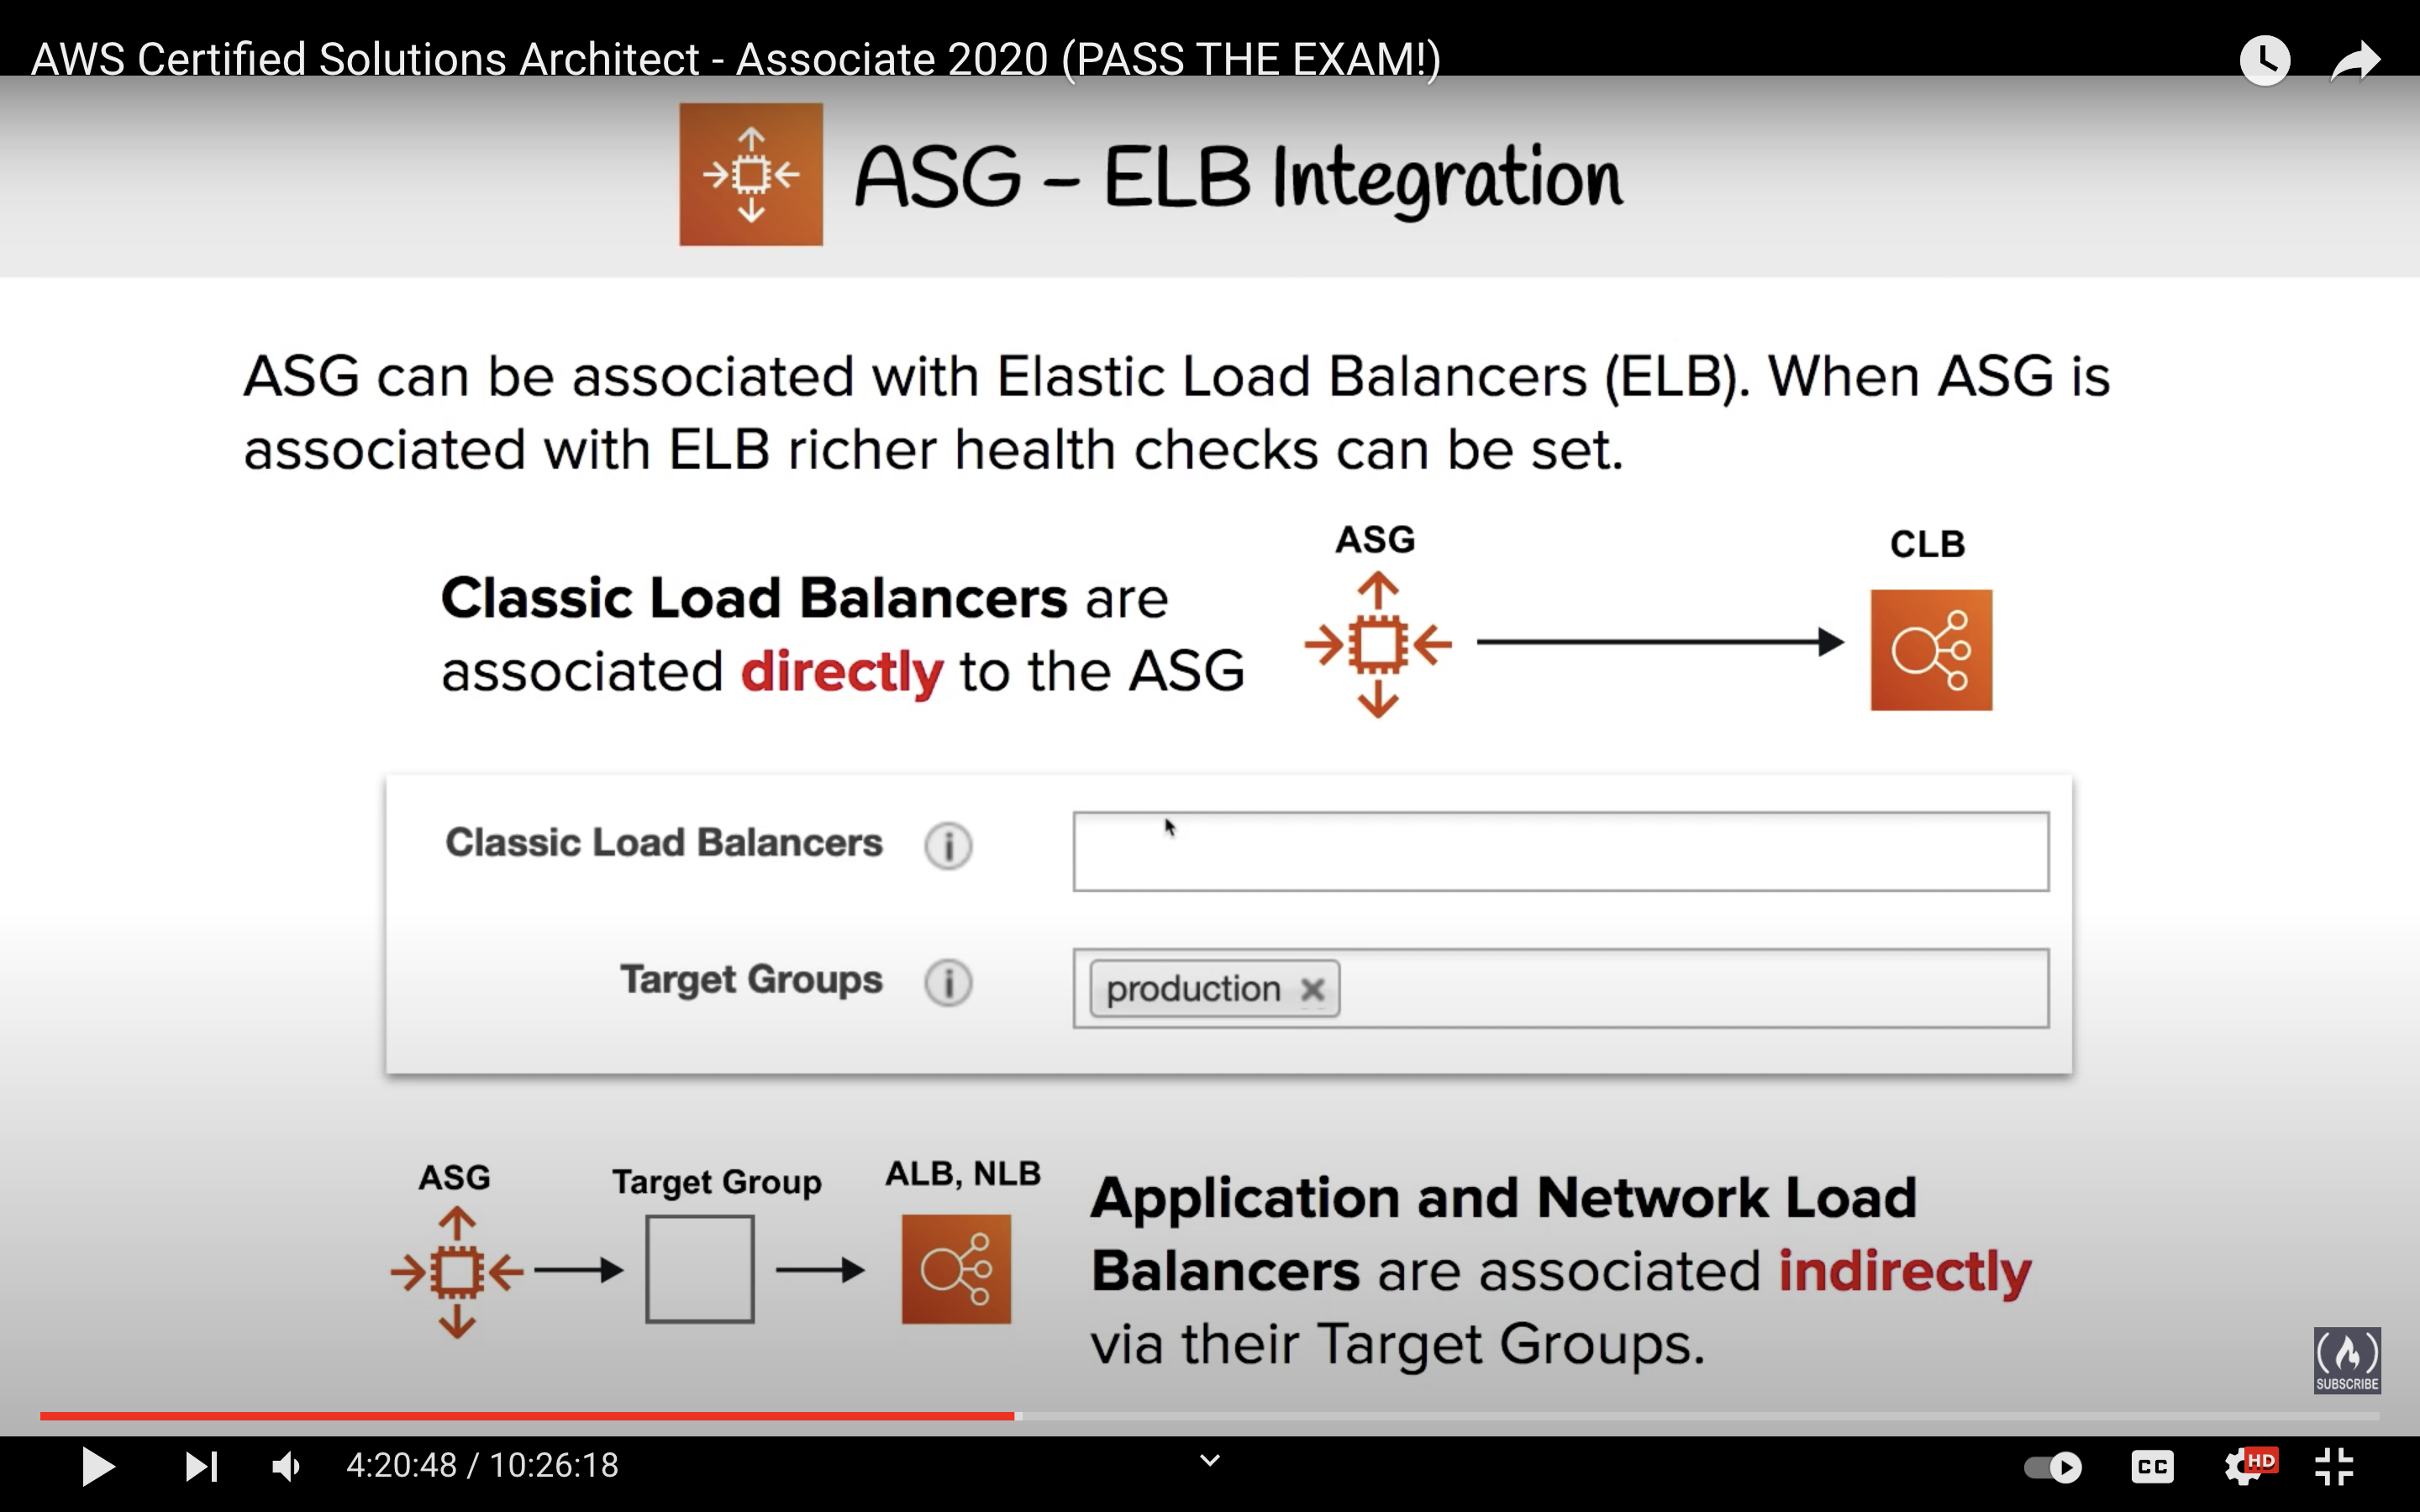 AWS Certified Solutions Architect - Associate 2020 (PASS THE EXAM!)
ASG – ELB Integration
ASG can be associated with Elastic Load Balancers (ELB). When ASG is
associated with ELB richer health checks can be set.
Classic Load Balancers are
associated directly to the ASG
ASG
CLB
Classic Load Balancers
i
Target Groups
i
production ×
ASG
Target Group
ALB, NLB
Application and Network Load
Balancers are associated indirectly
via their Target Groups.
SUBSCRIBE
4:20:48 / 10:26:18
CC
HD